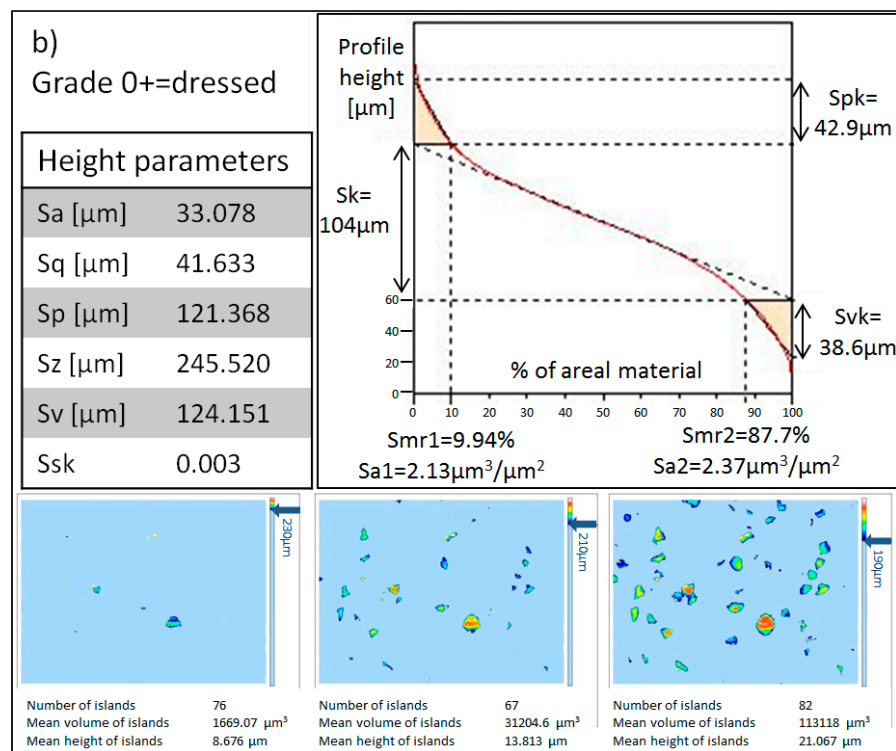 b)
Grade 0+=dressed
Height parameters
Sa [µm] 33.078
Sq [µm] 41.633
Sp [µm] 121.368
Sz [µm] 245.520
Sv [µm] 124.151
Ssk 0.003
Profile
height
[µm]
Spk=
42.9µm
Sk=
104µm
60
40
20
0
Svk=
38.6µm
% of areal material
0 10 20 30 40 50 60 70 80 90 100
Smr1=9.94%
Sa1=2.13µm³/µm²
Smr2=87.7%
Sa2=2.37µm³/µm²
230µm
210µm
190µm
Number of islands 76
Mean volume of islands 1669.07 µm³
Mean height of islands 8.676 µm
Number of islands 67
Mean volume of islands 31204.6 µm³
Mean height of islands 13.813 µm
Number of islands 82
Mean volume of islands 113118 µm³
Mean height of islands 21.067 µm